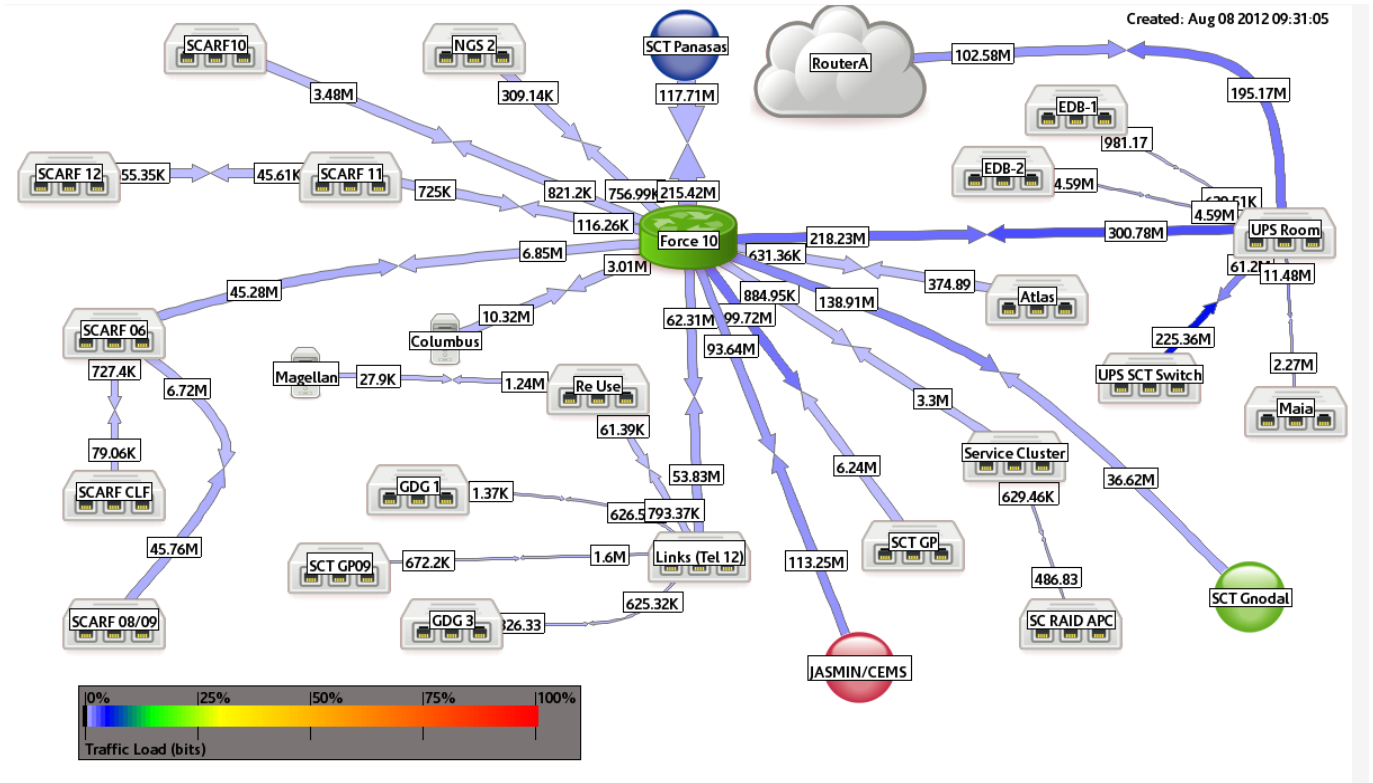 Created: Aug 08 2012 09:31:05
SCARF10
NGS 2
SCT Panasas
RouterA
102.58M
195.17M
3.48M
309.14K
117.71M
EDB-1
981.17
EDB-2
4.59M
SCARF 12
55.35K
45.61K
SCARF 11
725K
821.2K
756.99K
215.42M
4.59M
116.26K
Force 10
218.23M
300.78M
UPS Room
6.85M
3.01M
631.36K
374.89
11.48M
45.28M
10.32M
884.95K
138.91M
Atlas
SCARF 06
Columbus
62.31M
99.72M
93.64M
225.36M
727.4K
6.72M
Magellan
27.9K
1.24M
Re Use
UPS SCT Switch
2.27M
61.39K
3.3M
Maia
79.06K
Service Cluster
SCARF CLF
GDG 1
1.37K
53.83M
6.24M
36.62M
793.37K
629.46K
45.76M
SCT GP09
672.2K
1.6M
Links (Tel 12)
113.25M
SCT GP
486.83
SCARF 08/09
GDG 3
625.32K
SC RAID APC
SCT Gnodal
JASMIN/CEMS
0% 25% 50% 75% 100%
Traffic Load (bits)